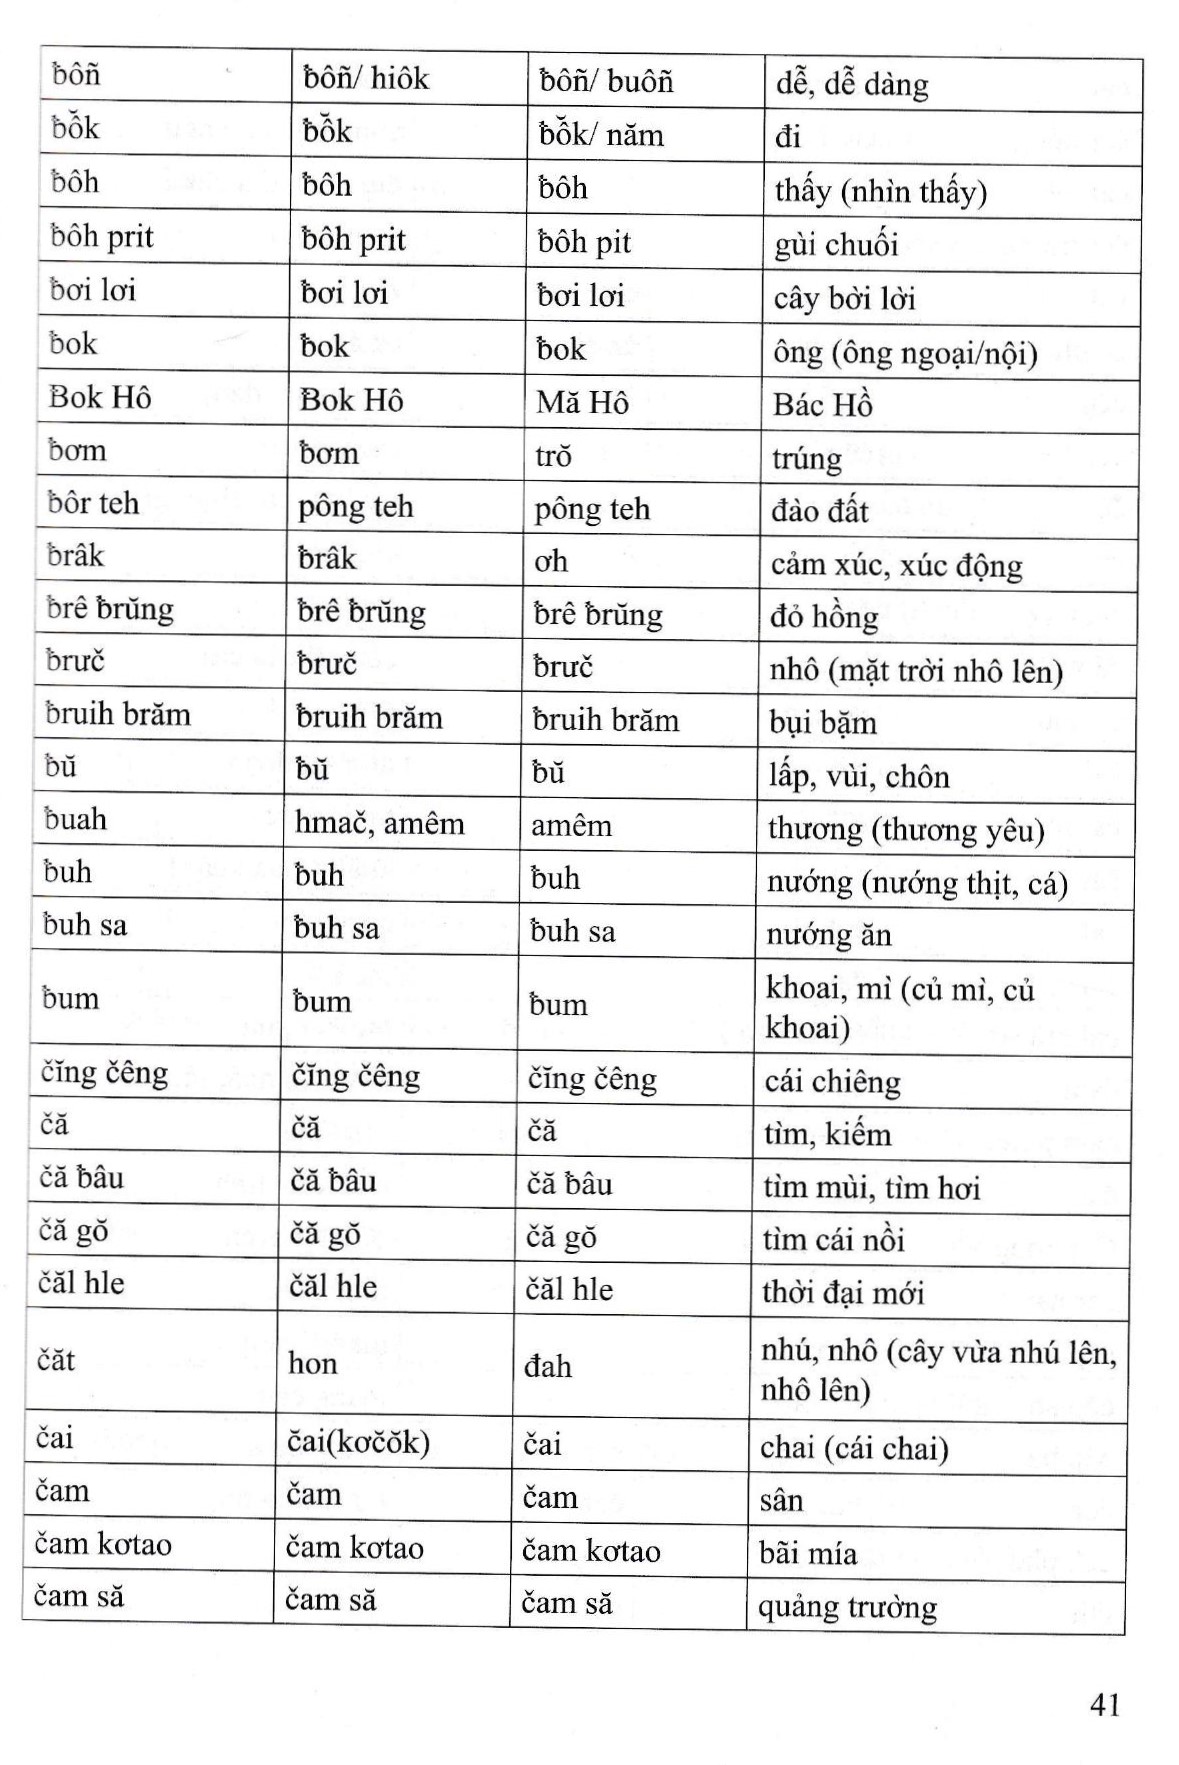 ƀôñ ƀôñ/ hiôk ƀôñ/ buôñ dễ, dễ dàng
ƀô̆k ƀô̆k ƀô̆k/ năm đi
ƀôh ƀôh ƀôh thấy (nhìn thấy)
ƀôh prit ƀôh prit ƀôh pit gùi chuối
ƀơi lơi ƀơi lơi ƀơi lơi cây bời lời
ƀok ƀok ƀok ông (ông ngoại/nội)
Ƀok Hô Ƀok Hô Mă Hô Bác Hồ
ƀơm ƀơm trŏ trúng
ƀôr teh pông teh pông teh đào đất
ƀrâk ƀrâk ơh cảm xúc, xúc động
ƀrê ƀrŭng ƀrê ƀrŭng ƀrê ƀrŭng đỏ hồng
ƀruč ƀruč ƀruč nhô (mặt trời nhô lên)
ƀruih brăm ƀruih brăm ƀruih brăm bụi bặm
ƀŭ ƀŭ ƀŭ lấp, vùi, chôn
ƀuah hmač, amêm amêm thương (thương yêu)
ƀuh ƀuh ƀuh nướng (nướng thịt, cá)
ƀuh sa ƀuh sa ƀuh sa nướng ăn
ƀum ƀum ƀum khoai, mì (củ mì, củ
khoai)
čĭng čêng čĭng čêng čĭng čêng cái chiêng
čă čă čă tìm, kiếm
čă ƀâu čă ƀâu čă ƀâu tìm mùi, tìm hơi
čă gŏ čă gŏ čă gŏ tìm cái nồi
čăl hle čăl hle čăl hle thời đại mới
čăt hon đah nhú, nhô (cây vừa nhú lên,
nhô lên)
čai čai(kơčŏk) čai chai (cái chai)
čam čam čam sân
čam kơtao čam kơtao čam kơtao bãi mía
čam să čam să čam să quảng trường
41